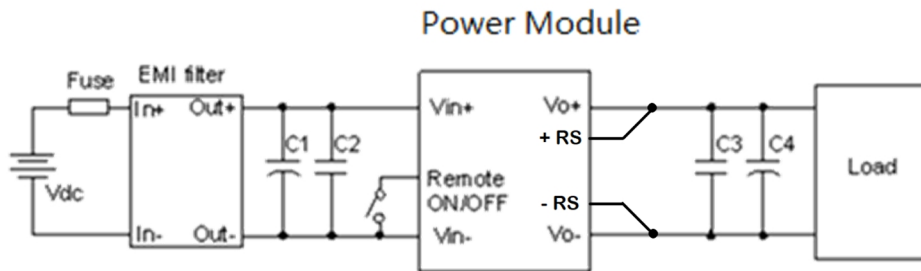 Power Module
Fuse
EMI filter
In+
Out+
Vin+
Vo+
+ RS
C1
C2
C3
C4
Vdc
Remote
ON/OFF
Load
- RS
In-
Out-
Vin-
Vo-